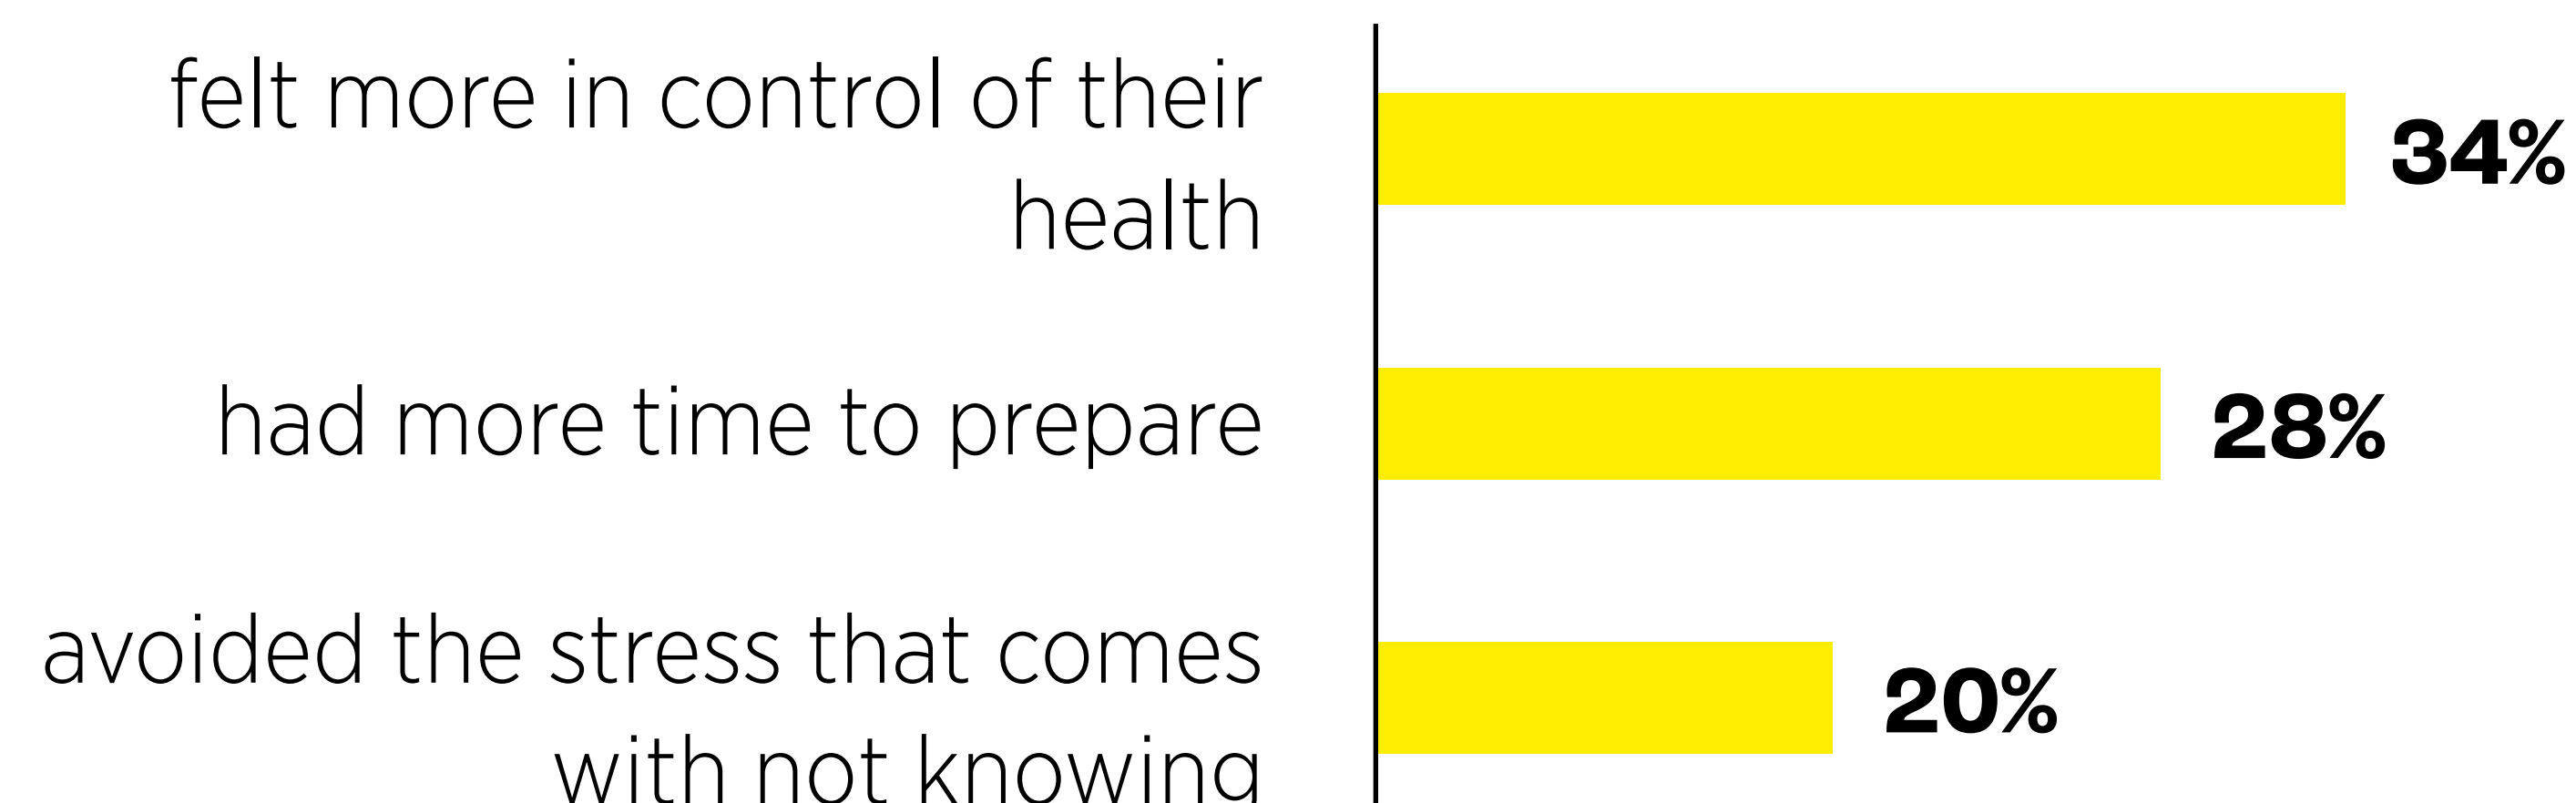 felt more in control of their
health
34%
had more time to prepare
28%
avoided the stress that comes
with not knowing
20%